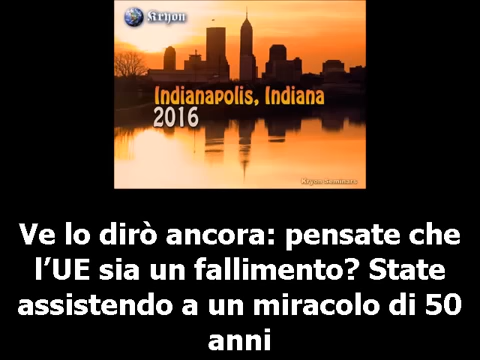 Kryon
Indianapolis, Indiana
2016
Kryon Seminars
Ve lo dirò ancora: pensate che
l’UE sia un fallimento? State
assistendo a un miracolo di 50
anni